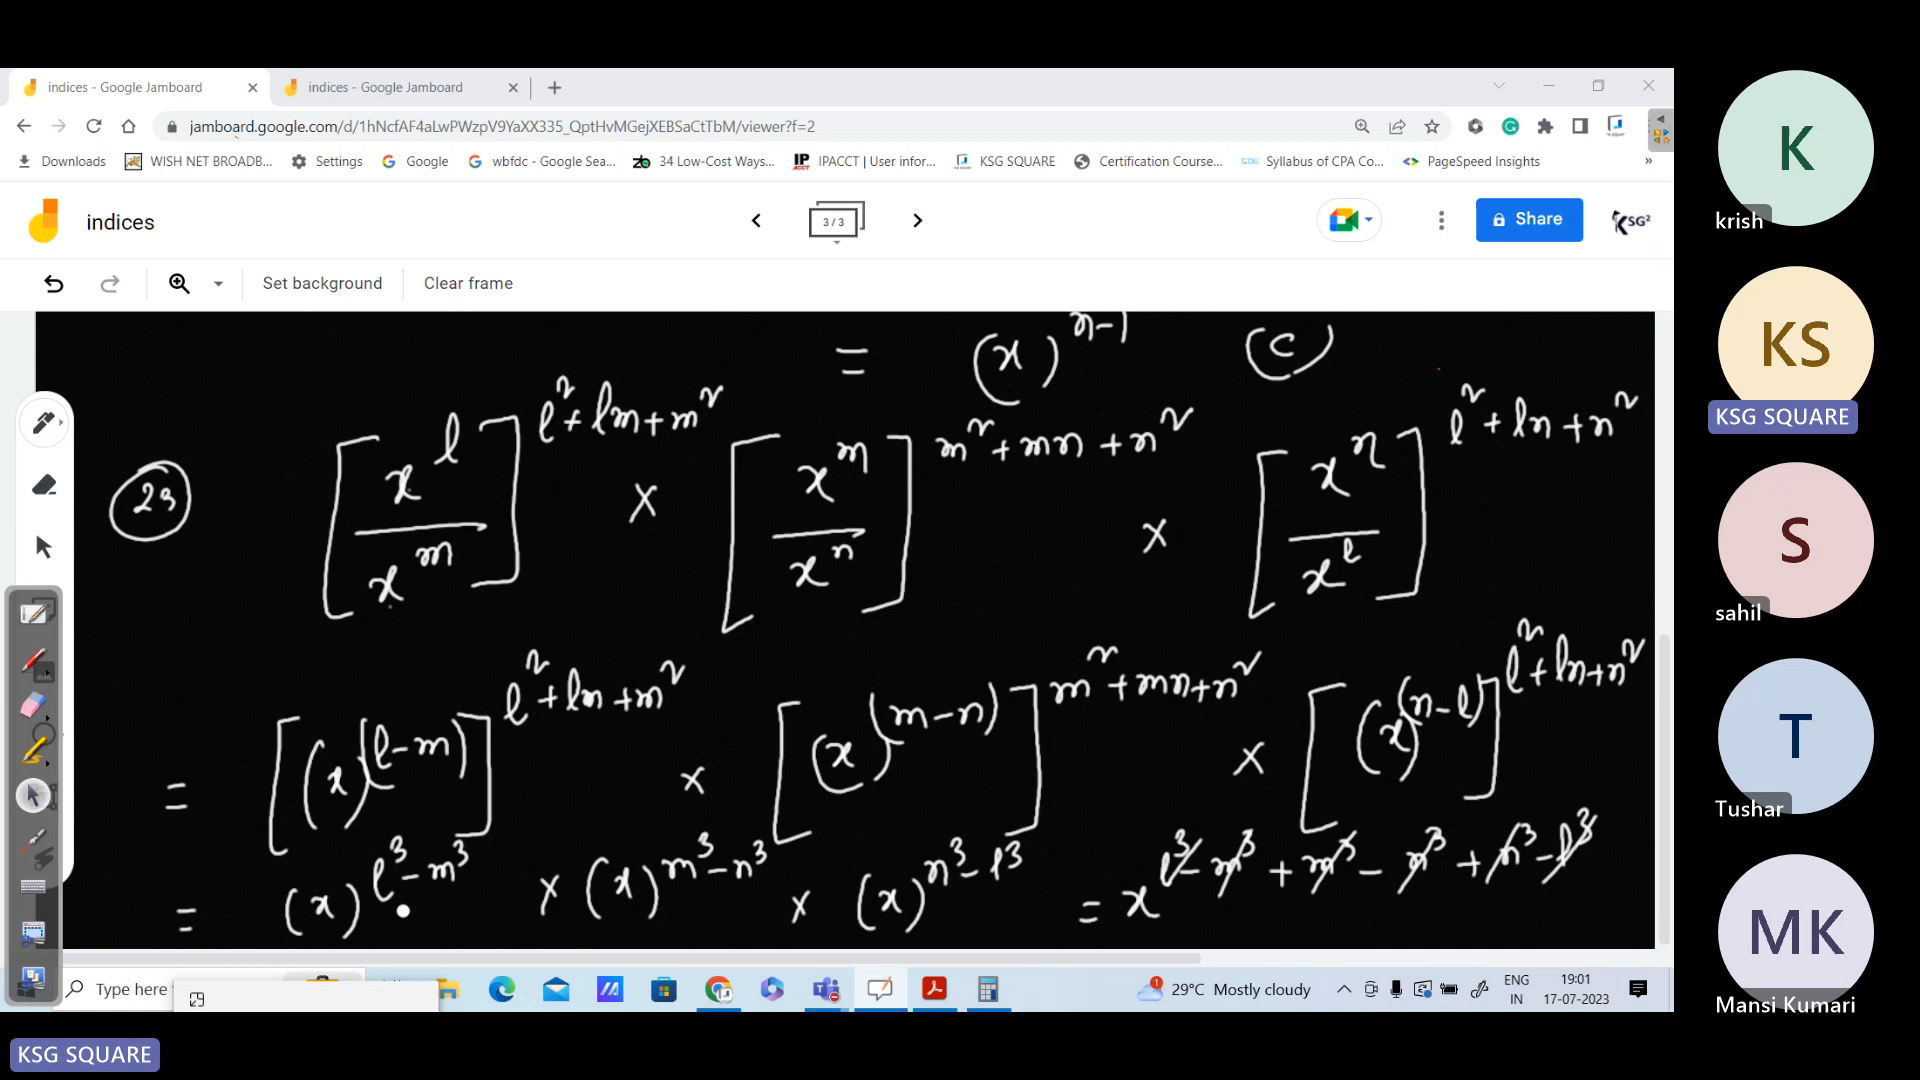 indices - Google Jamboard
indices - Google Jamboard
jamboard.google.com/d/1hNcfAF4aLwPWzpV9YaXX335_QptHvMGejXEBSaCtTbM/viewer?f=2
Downloads WISH NET BROADB... Settings Google wbfdc - Google Sea... 34 Low-Cost Ways... IPACCT | User infor... KSG SQUARE Certification Course... Syllabus of CPA Co... PageSpeed Insights »
indices
3 / 3
Share
KSG²
Set background
Clear frame
= (x)^{n-1} (c)
(23) [x^l / x^m]^{l²+lm+m²} × [x^m / x^n]^{m²+mn+n²} × [x^n / x^l]^{l²+ln+n²}
= [(x)^{(l-m)}]^{l²+lm+m²} × [(x)^{(m-n)}]^{m²+mn+n²} × [(x)^{(n-l)}]^{l²+ln+n²}
= (x)^{l³-m³} × (x)^{m³-n³} × (x)^{n³-l³} = x^{l³-m³+m³-n³+n³-l³}
Type here
29°C Mostly cloudy
ENG
IN
19:01
17-07-2023
K
krish
KS
KSG SQUARE
S
sahil
T
Tushar
MK
Mansi Kumari
KSG SQUARE